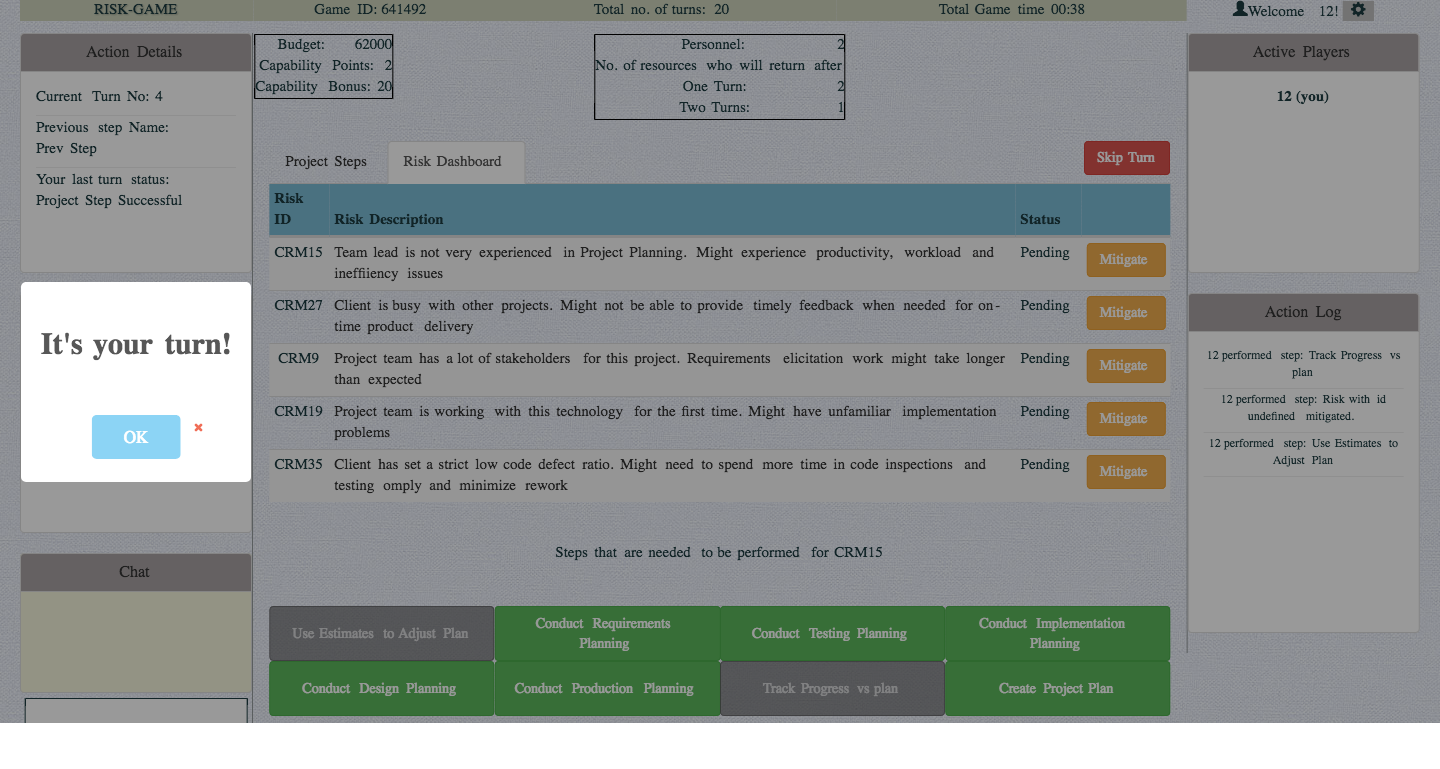 RISK-GAME Game ID: 641492 Total no. of turns: 20 Total Game time 00:38 Welcome 12!
Action Details
Current Turn No: 4
Previous step Name:
Prev Step
Your last turn status:
Project Step Successful
It's your turn!
OK
Chat
Budget: 62000
Capability Points: 2
Capability Bonus: 20
Personnel: 2
No. of resources who will return after
One Turn: 2
Two Turns: 1
Project Steps Risk Dashboard Skip Turn
Risk
ID Risk Description Status
CRM15 Team lead is not very experienced in Project Planning. Might experience productivity, workload and Pending Mitigate
ineffiiency issues
CRM27 Client is busy with other projects. Might not be able to provide timely feedback when needed for on- Pending Mitigate
time product delivery
CRM9 Project team has a lot of stakeholders for this project. Requirements elicitation work might take longer Pending Mitigate
than expected
CRM19 Project team is working with this technology for the first time. Might have unfamiliar implementation Pending Mitigate
problems
CRM35 Client has set a strict low code defect ratio. Might need to spend more time in code inspections and Pending Mitigate
testing omply and minimize rework
Steps that are needed to be performed for CRM15
Use Estimates to Adjust Plan
Conduct Requirements
Planning
Conduct Testing Planning
Conduct Implementation
Planning
Conduct Design Planning
Conduct Production Planning
Track Progress vs plan
Create Project Plan
Active Players
12 (you)
Action Log
12 performed step: Track Progress vs
plan
12 performed step: Risk with id
undefined mitigated.
12 performed step: Use Estimates to
Adjust Plan